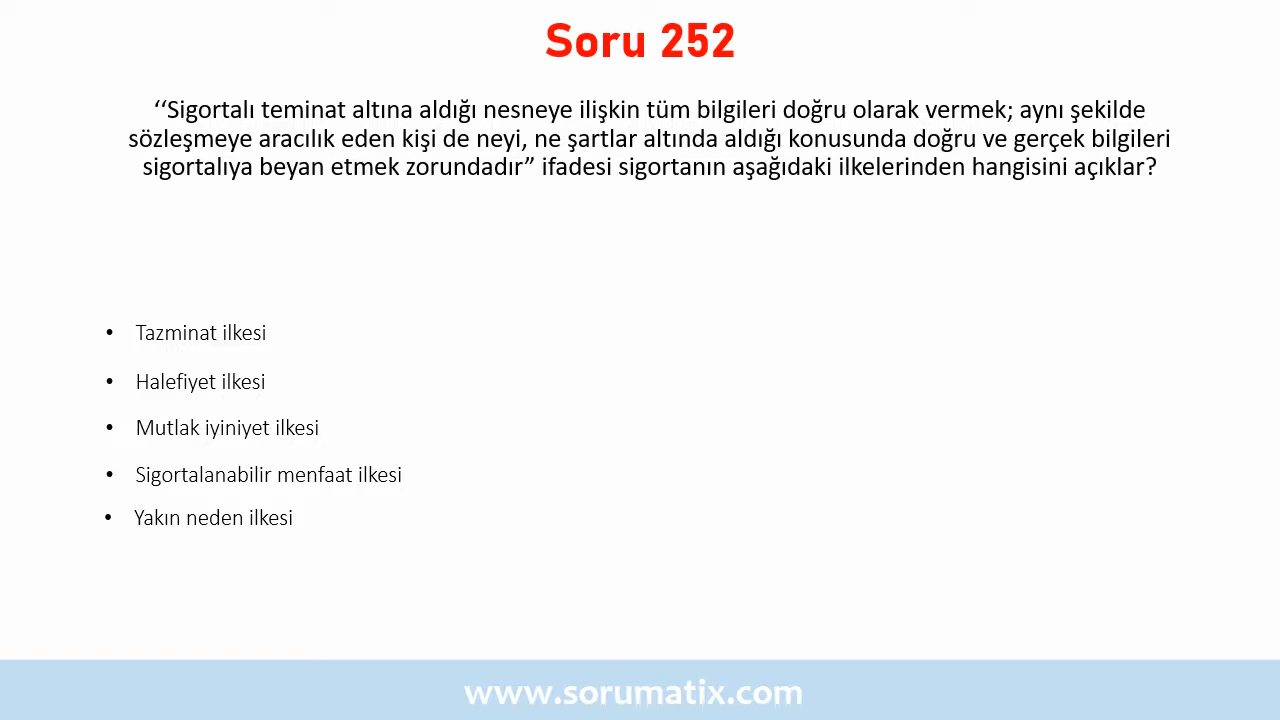 Soru 252
‘‘Sigortalı teminat altına aldığı nesneye ilişkin tüm bilgileri doğru olarak vermek; aynı şekilde
sözleşmeye aracılık eden kişi de neyi, ne şartlar altında aldığı konusunda doğru ve gerçek bilgileri
sigortalıya beyan etmek zorundadır” ifadesi sigortanın aşağıdaki ilkelerinden hangisini açıklar?
• Tazminat ilkesi
• Halefiyet ilkesi
• Mutlak iyiniyet ilkesi
• Sigortalanabilir menfaat ilkesi
• Yakın neden ilkesi
www.sorumatix.com